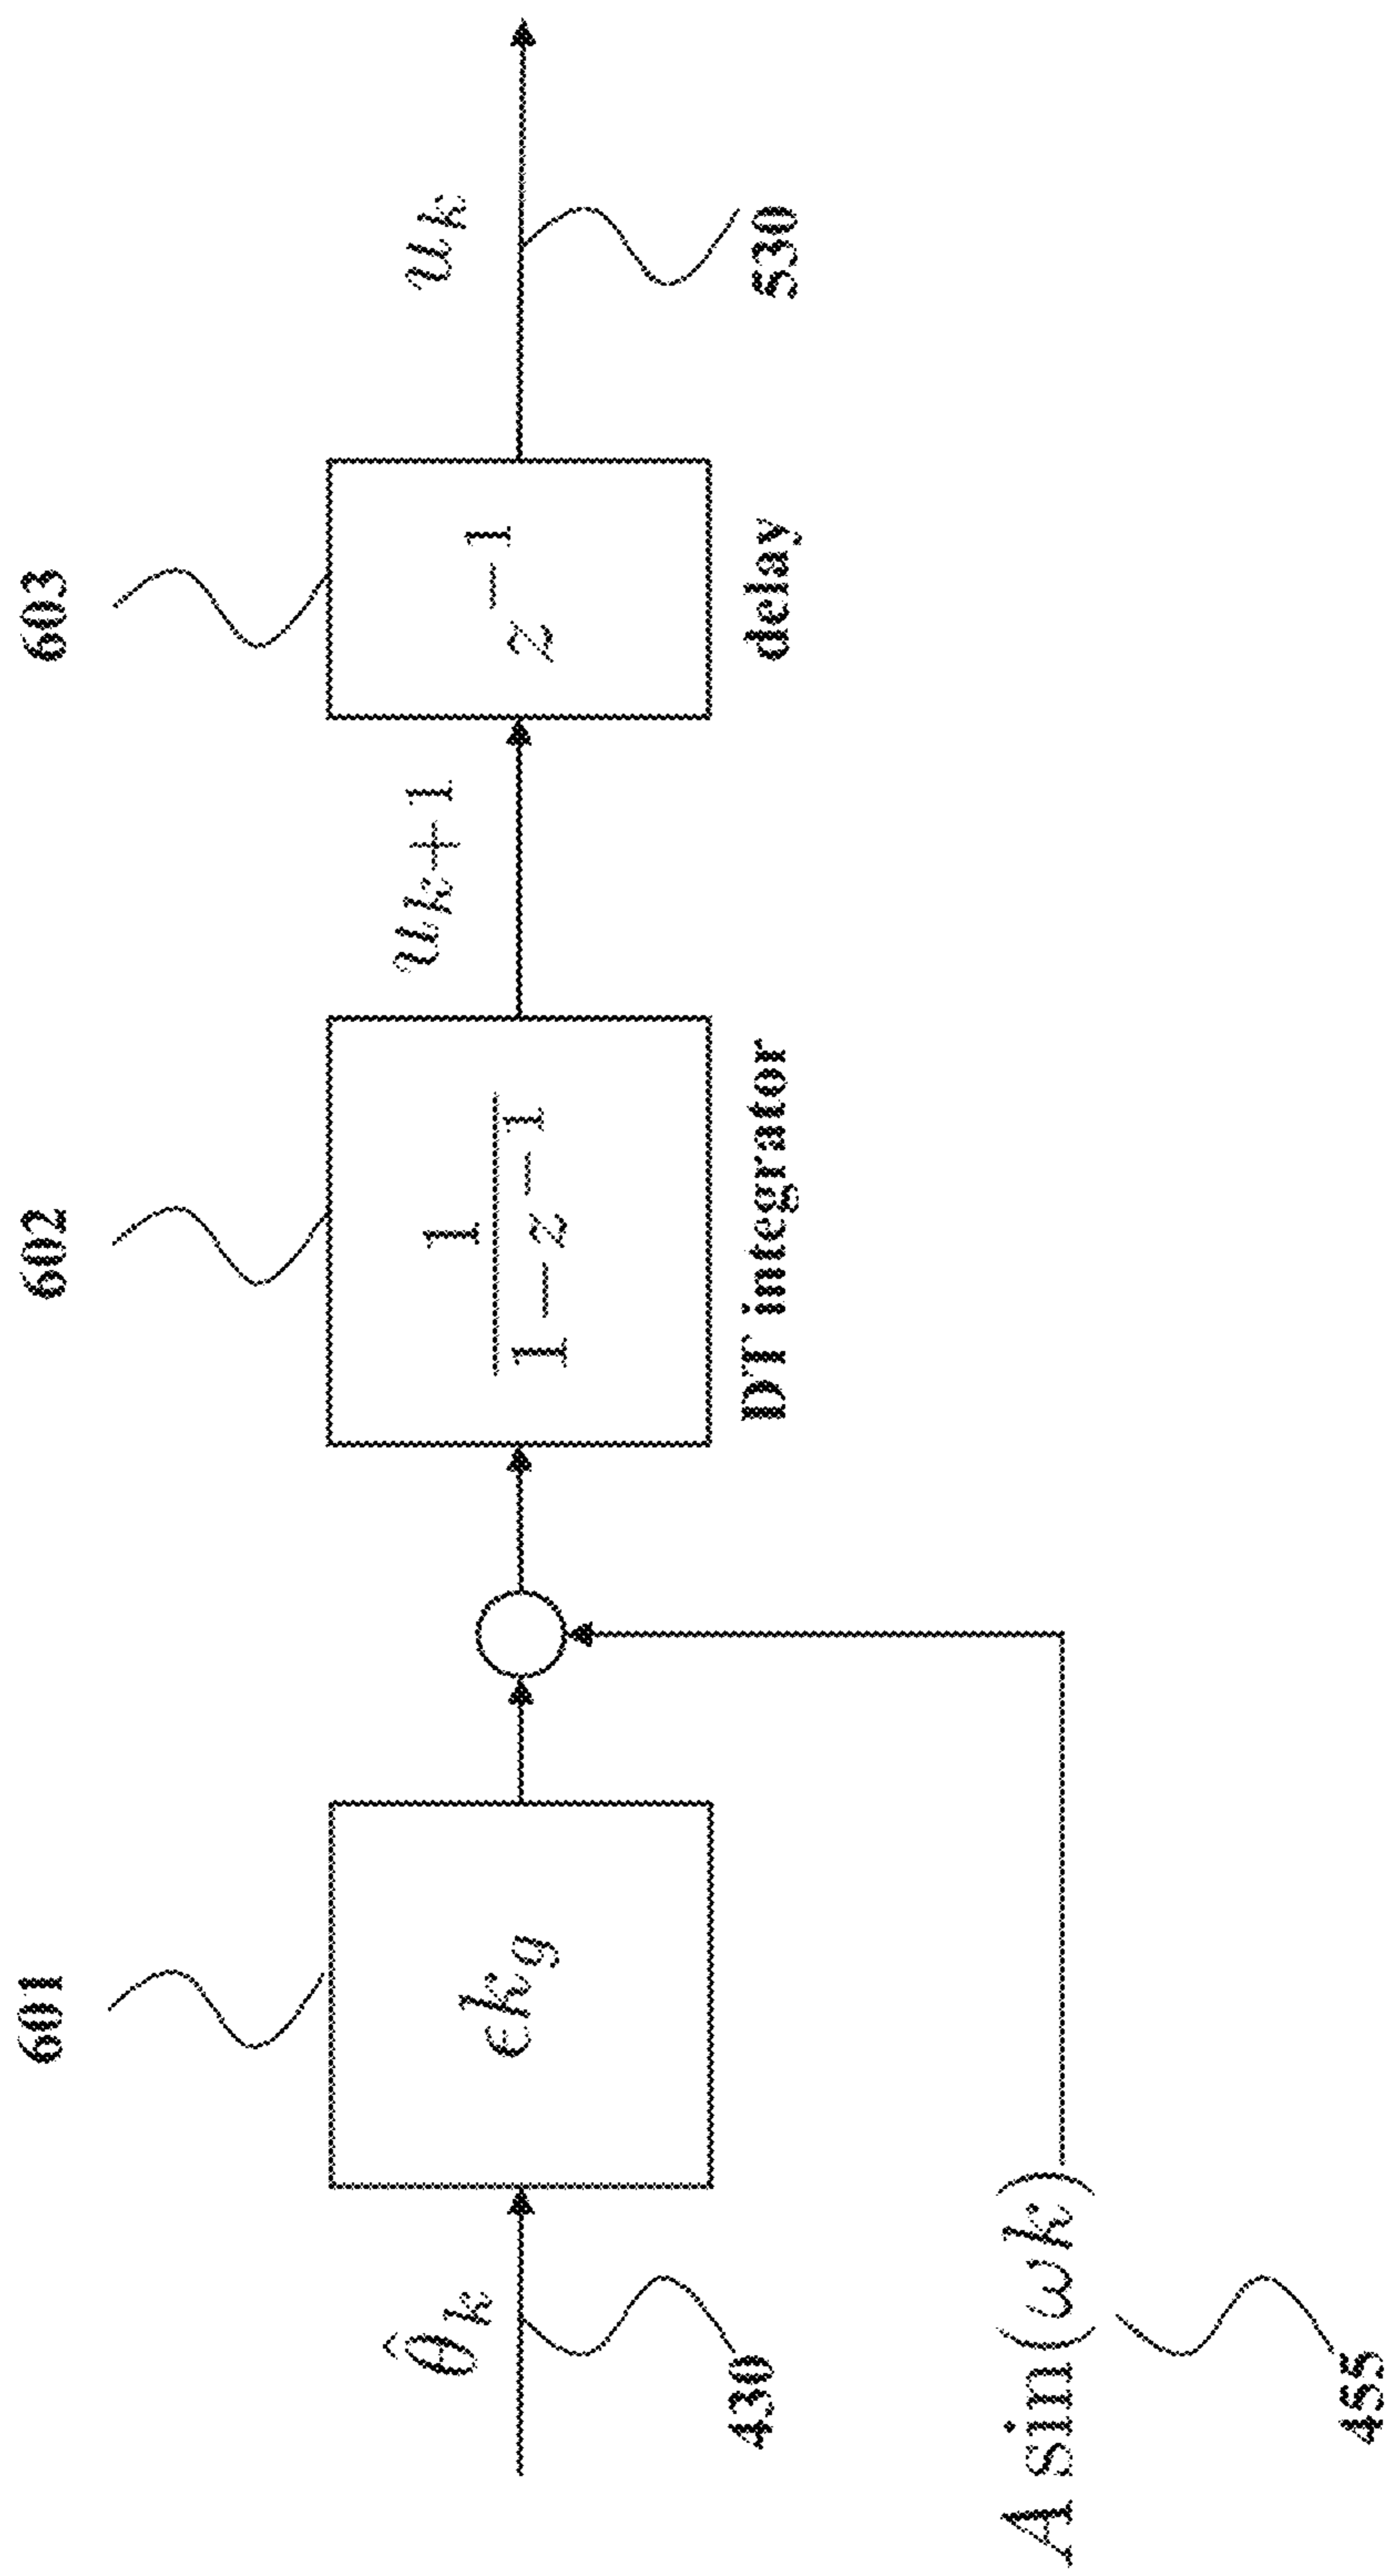 601
602
603
θ̂_k
ϵk_g
1
1 − z^−1
u_{k+1}
z^−1
u_k
430
DT integrator
delay
530
A sin(ωk)
455